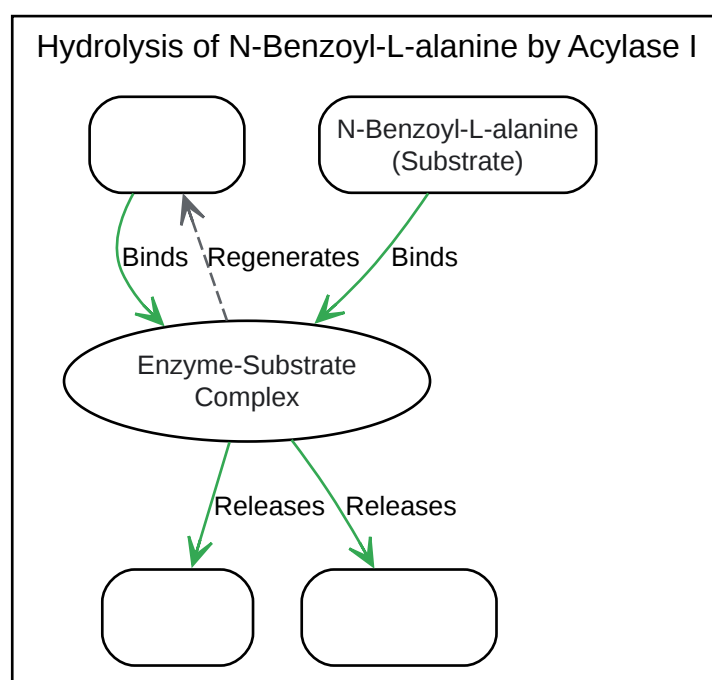 Hydrolysis of N-Benzoyl-L-alanine by Acylase I
N-Benzoyl-L-alanine
(Substrate)
Binds
Regenerates
Binds
Enzyme-Substrate
Complex
Releases
Releases